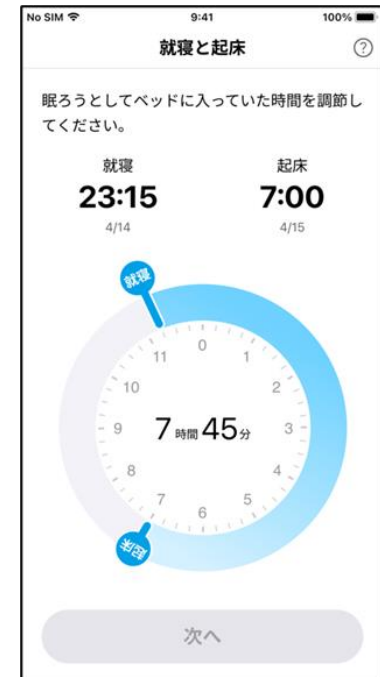 No SIM 9:41 100%
就寝と起床 ?
眠ろうとしてベッドに入っていた時間を調節し
てください。
就寝 起床
23:15 7:00
4/14 4/15
就寝
11 0 1
10 2
9 7時間45分 3
8 4
7 6 5
起床
次へ